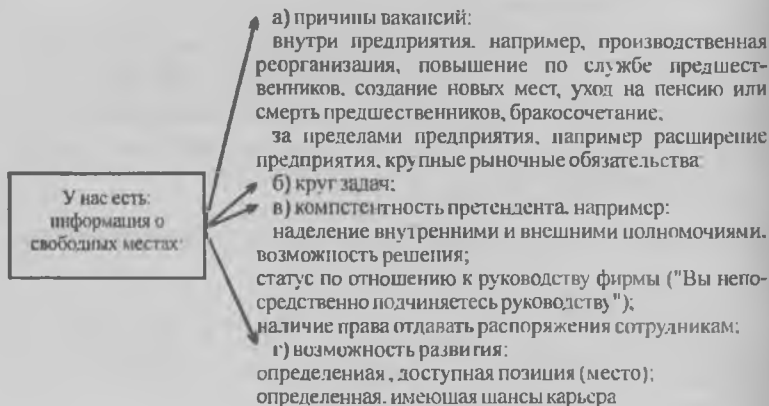 а) причины вакансий:
внутри предприятия. например, производственная
реорганизация, повышение по службе предшест-
венников. создание новых мест, уход на пенсию или
смерть предшественников, бракосочетание;
за пределами предприятия, например расширение
предприятия, крупные рыночные обязательства
У нас есть:
информация о
свободных местах:
б) круг задач;
в) компетентность претендента. например:
наделение внутренними и внешними полномочиями.
возможность решения;
статус по отношению к руководству фирмы ("Вы непо-
средственно подчиняетесь руководству");
наличие права отдавать распоряжения сотрудникам;
г) возможность развития:
определенная, доступная позиция (место);
определенная. имеющая шансы карьера